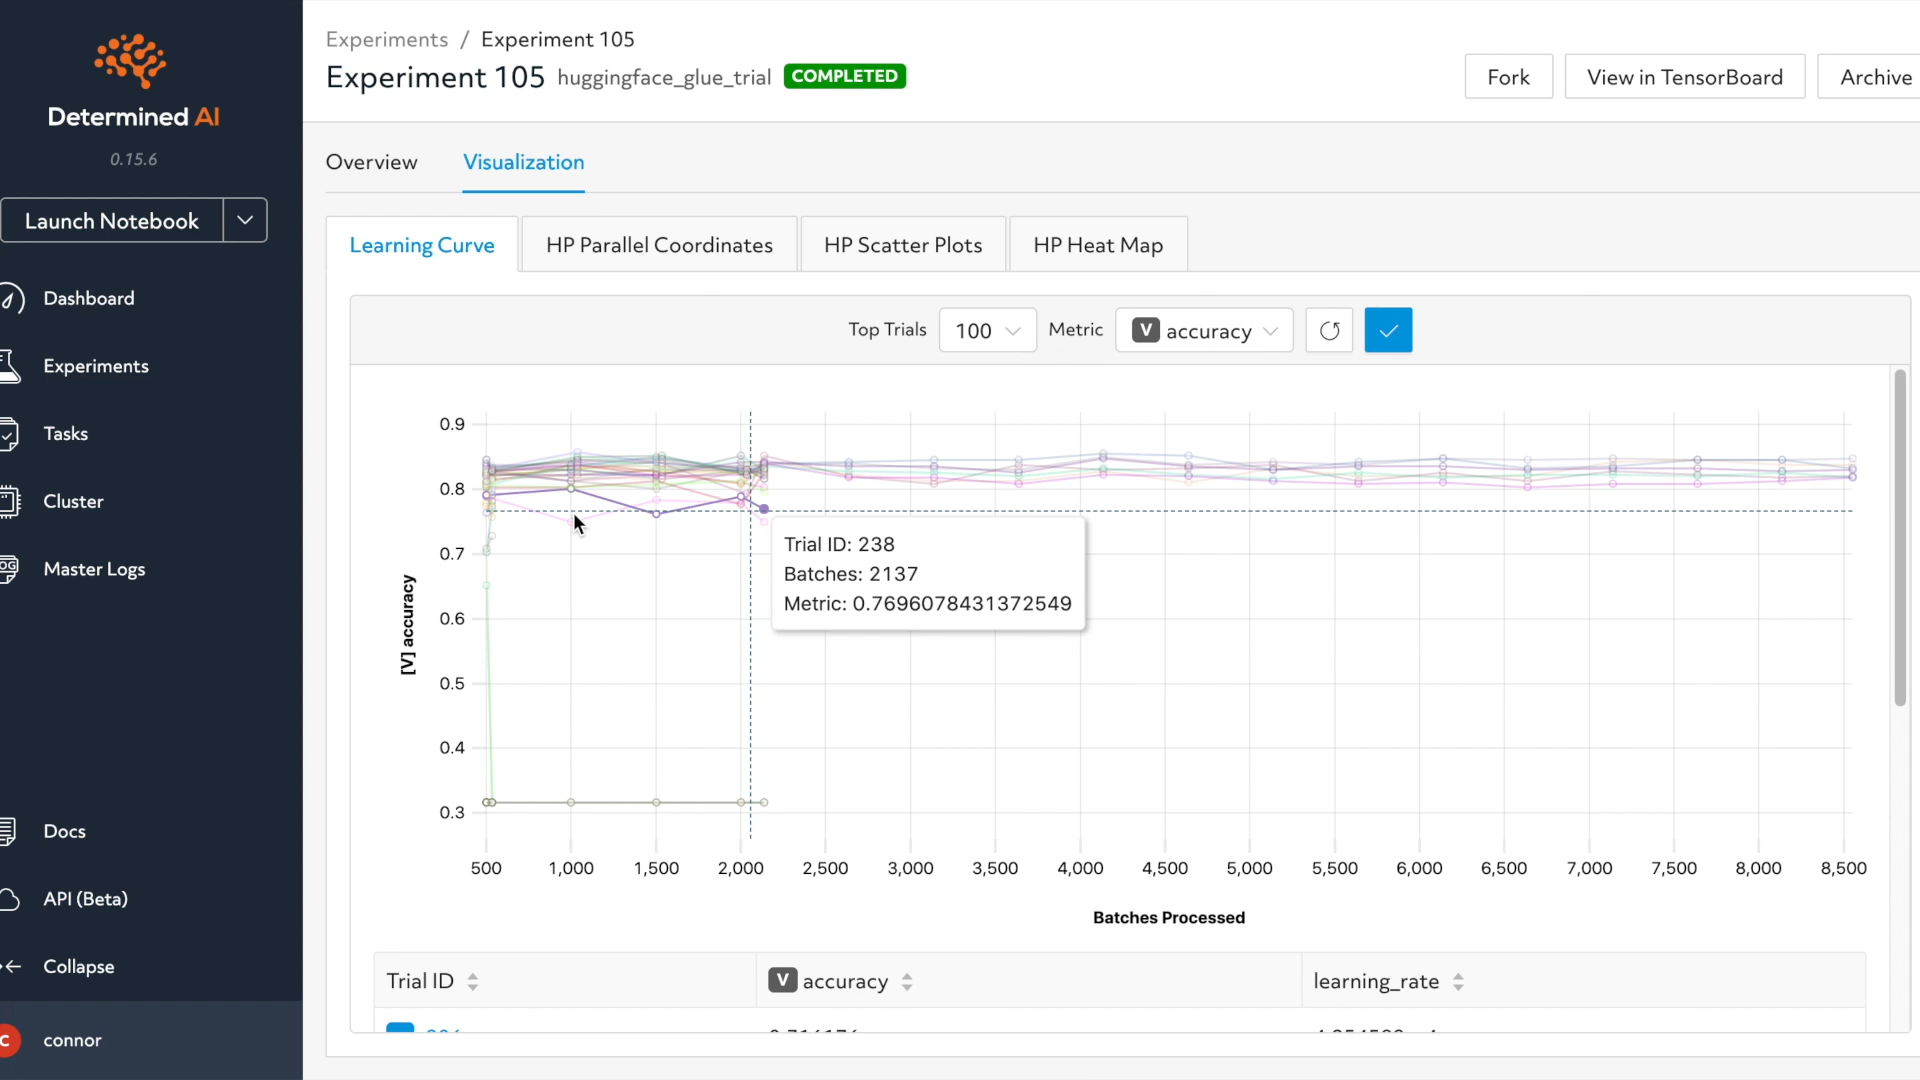 Determined AI
0.15.6
Launch Notebook
Dashboard
Experiments
Tasks
Cluster
Master Logs
Docs
API (Beta)
Collapse
C
connor
Experiments / Experiment 105
Experiment 105 huggingface_glue_trial COMPLETED
Fork
View in TensorBoard
Archive
Overview
Visualization
Learning Curve
HP Parallel Coordinates
HP Scatter Plots
HP Heat Map
Top Trials 100 Metric V accuracy
0.9
0.8
0.7
0.6
0.5
0.4
0.3
[V] accuracy
Trial ID: 238
Batches: 2137
Metric: 0.7696078431372549
500 1,000 1,500 2,000 2,500 3,000 3,500 4,000 4,500 5,000 5,500 6,000 6,500 7,000 7,500 8,000 8,500
Batches Processed
Trial ID V accuracy learning_rate